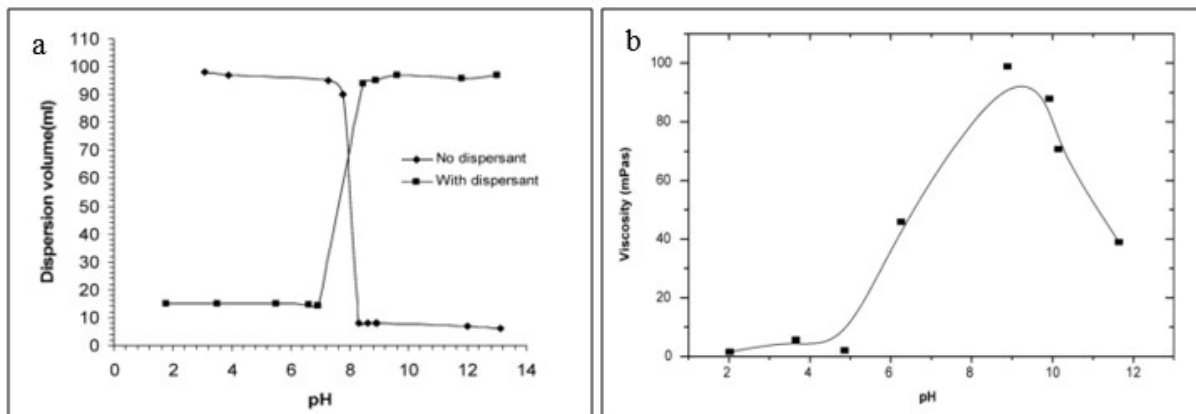 a
110
100
90
80
70
60
50
40
30
20
10
0
Dispersion volume(ml)
No dispersant
With dispersant
0 2 4 6 8 10 12 14
pH
b
100
80
60
40
20
0
Viscosity (mPas)
2 4 6 8 10 12
pH